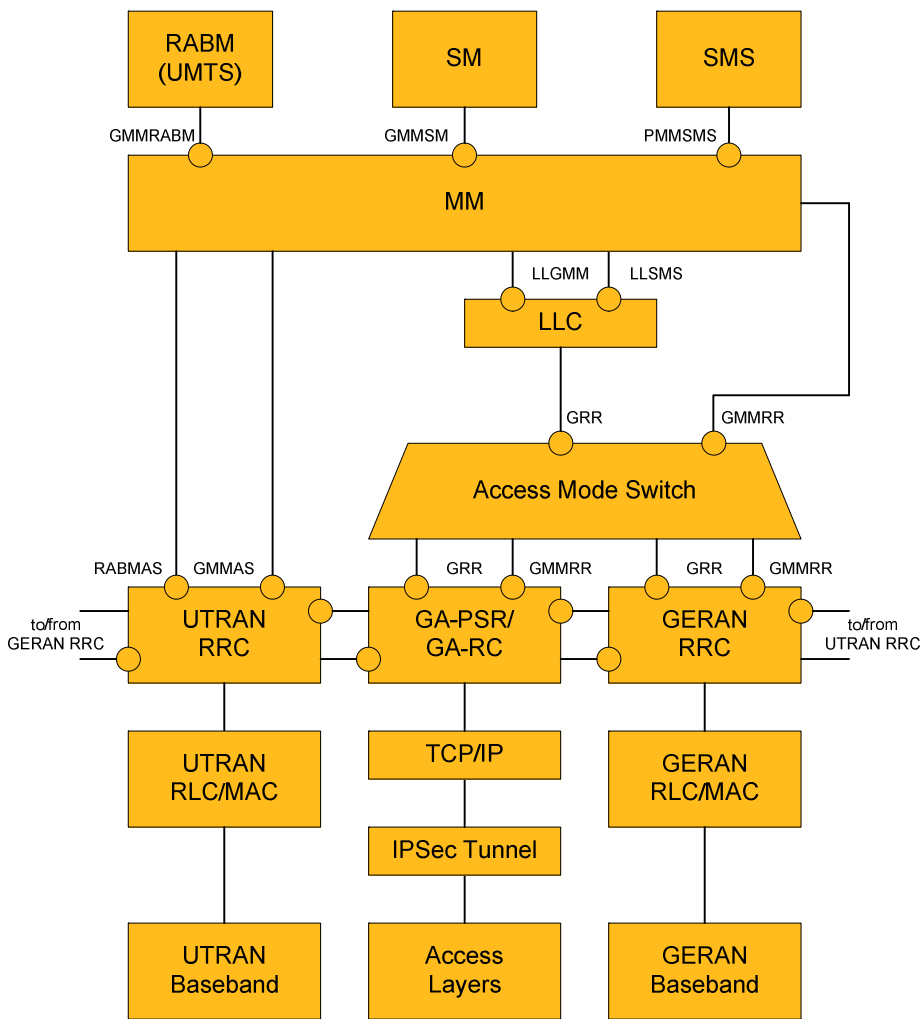 RABM
(UMTS)
SM
SMS
GMMRABM
GMMSM
PMMSMS
MM
LLGMM
LLSMS
LLC
GRR
GMMRR
Access Mode Switch
RABMAS
GMMAS
GRR
GMMRR
GRR
GMMRR
to/from
GERAN RRC
UTRAN
RRC
GA-PSR/
GA-RC
GERAN
RRC
to/from
UTRAN RRC
UTRAN
RLC/MAC
TCP/IP
GERAN
RLC/MAC
IPSec Tunnel
UTRAN
Baseband
Access
Layers
GERAN
Baseband